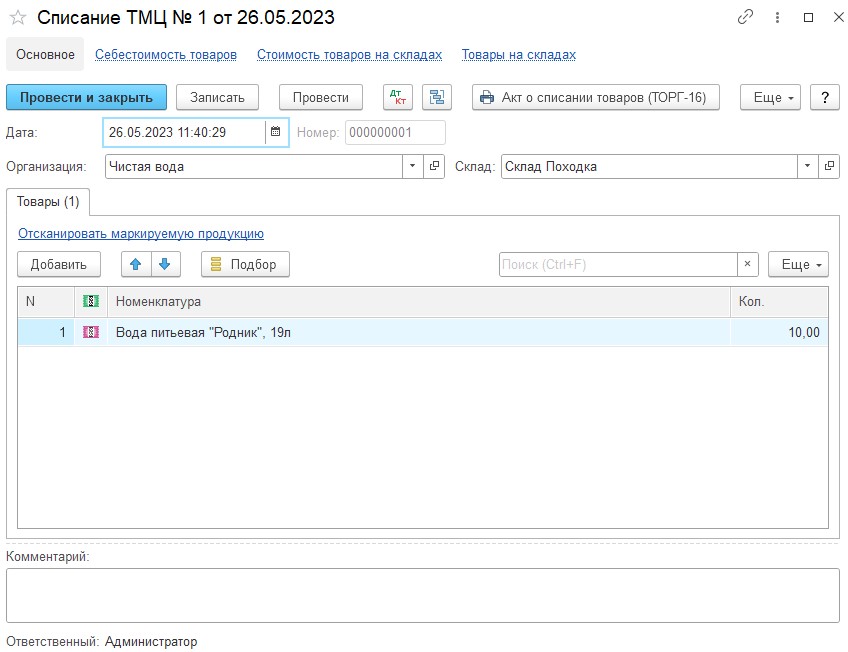 Списание ТМЦ № 1 от 26.05.2023
Основное Себестоимость товаров Стоимость товаров на складах Товары на складах
Провести и закрыть Записать Провести Дт Кт Акт о списании товаров (ТОРГ-16) Еще ?
Дата: 26.05.2023 11:40:29 Номер: 000000001
Организация: Чистая вода Склад: Склад Походка
Товары (1)
Отсканировать маркируемую продукцию
Добавить Подбор Поиск (Ctrl+F) × Еще
N Номенклатура Кол.
1 Вода питьевая "Родник", 19л 10,00
Комментарий:
Ответственный: Администратор